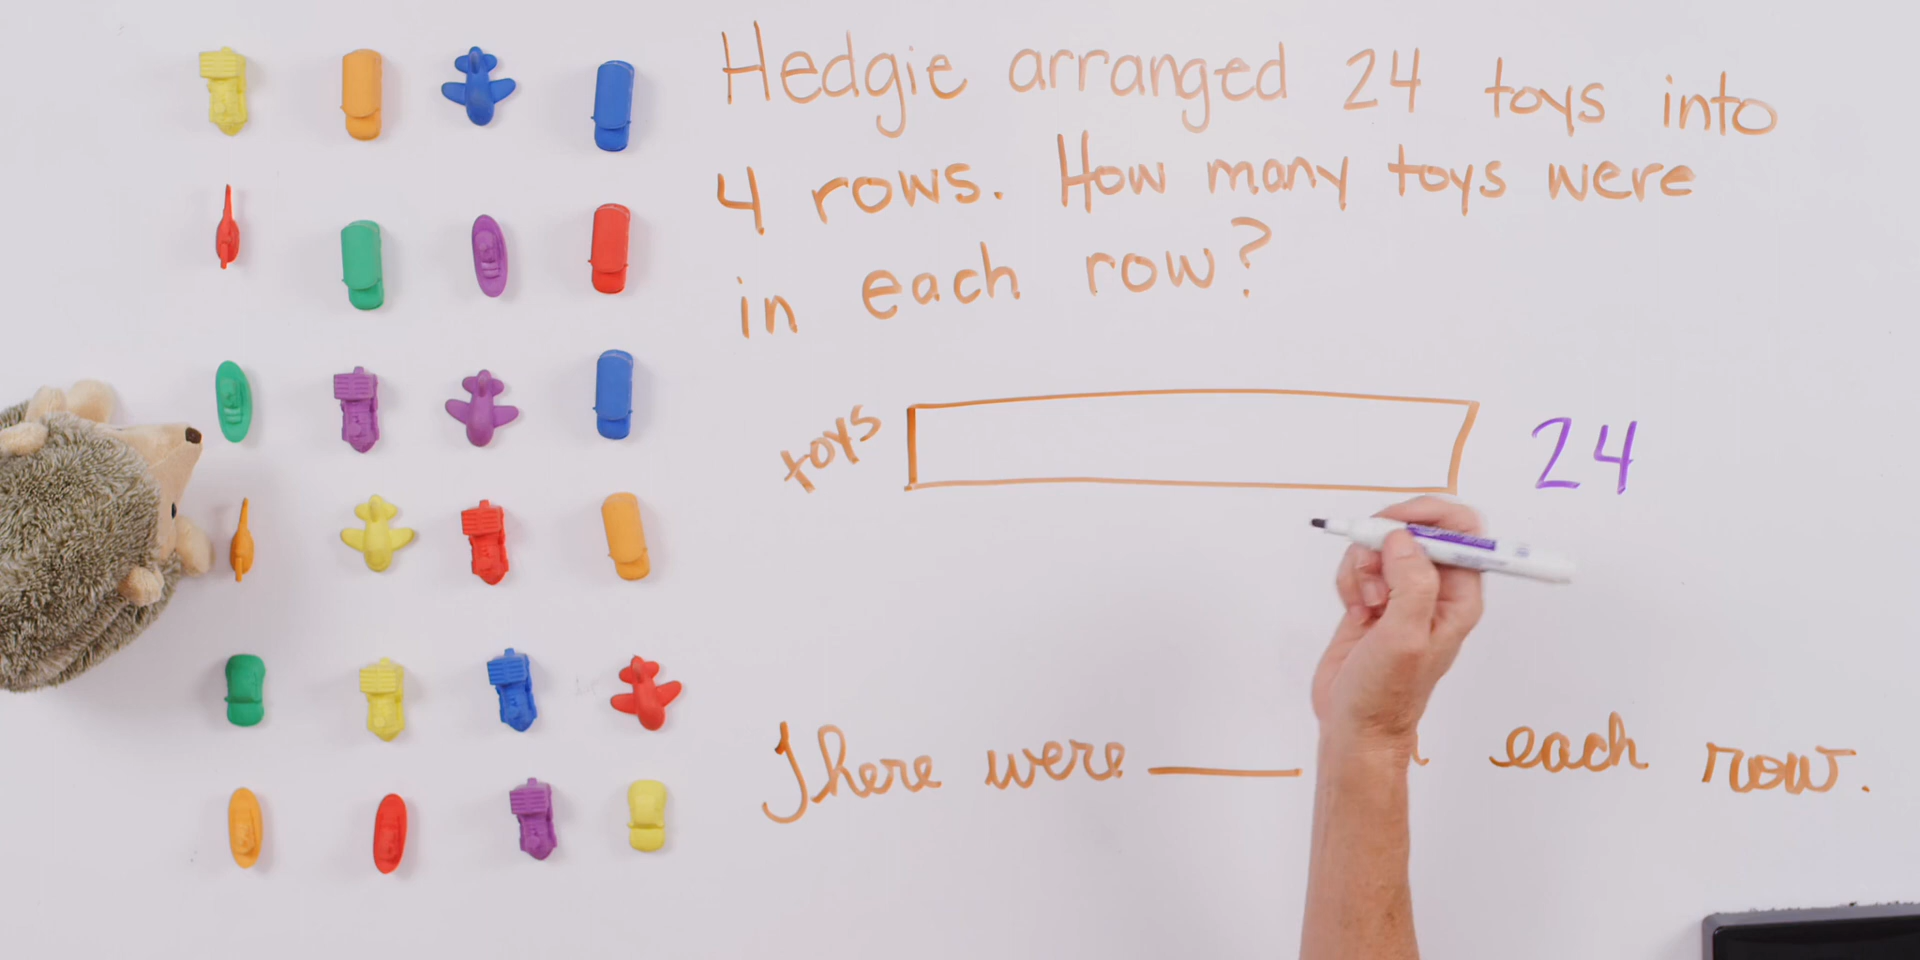 Hedgie arranged 24 toys into
4 rows. How many toys were
in each row?
toys 24
There were ____ each row.